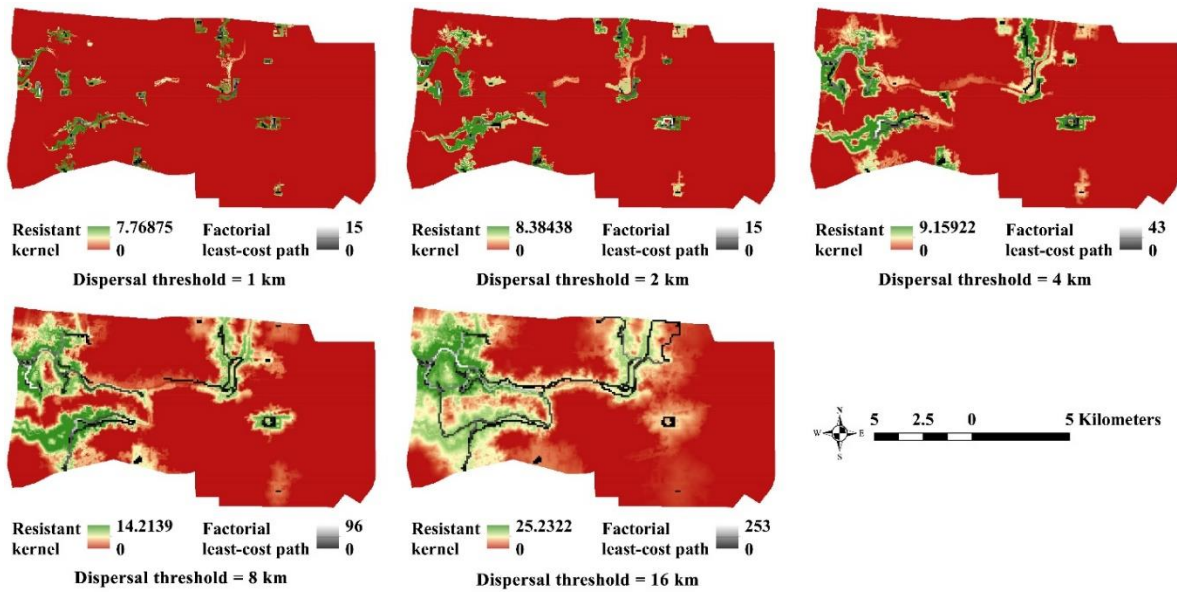 Resistant kernel 7.76875 0 Factorial least-cost path 15 0
Dispersal threshold = 1 km
Resistant kernel 8.38438 0 Factorial least-cost path 15 0
Dispersal threshold = 2 km
Resistant kernel 9.15922 0 Factorial least-cost path 43 0
Dispersal threshold = 4 km
Resistant kernel 14.2139 0 Factorial least-cost path 96 0
Dispersal threshold = 8 km
Resistant kernel 25.2322 0 Factorial least-cost path 253 0
Dispersal threshold = 16 km
N
W E
S
5 2.5 0 5 Kilometers